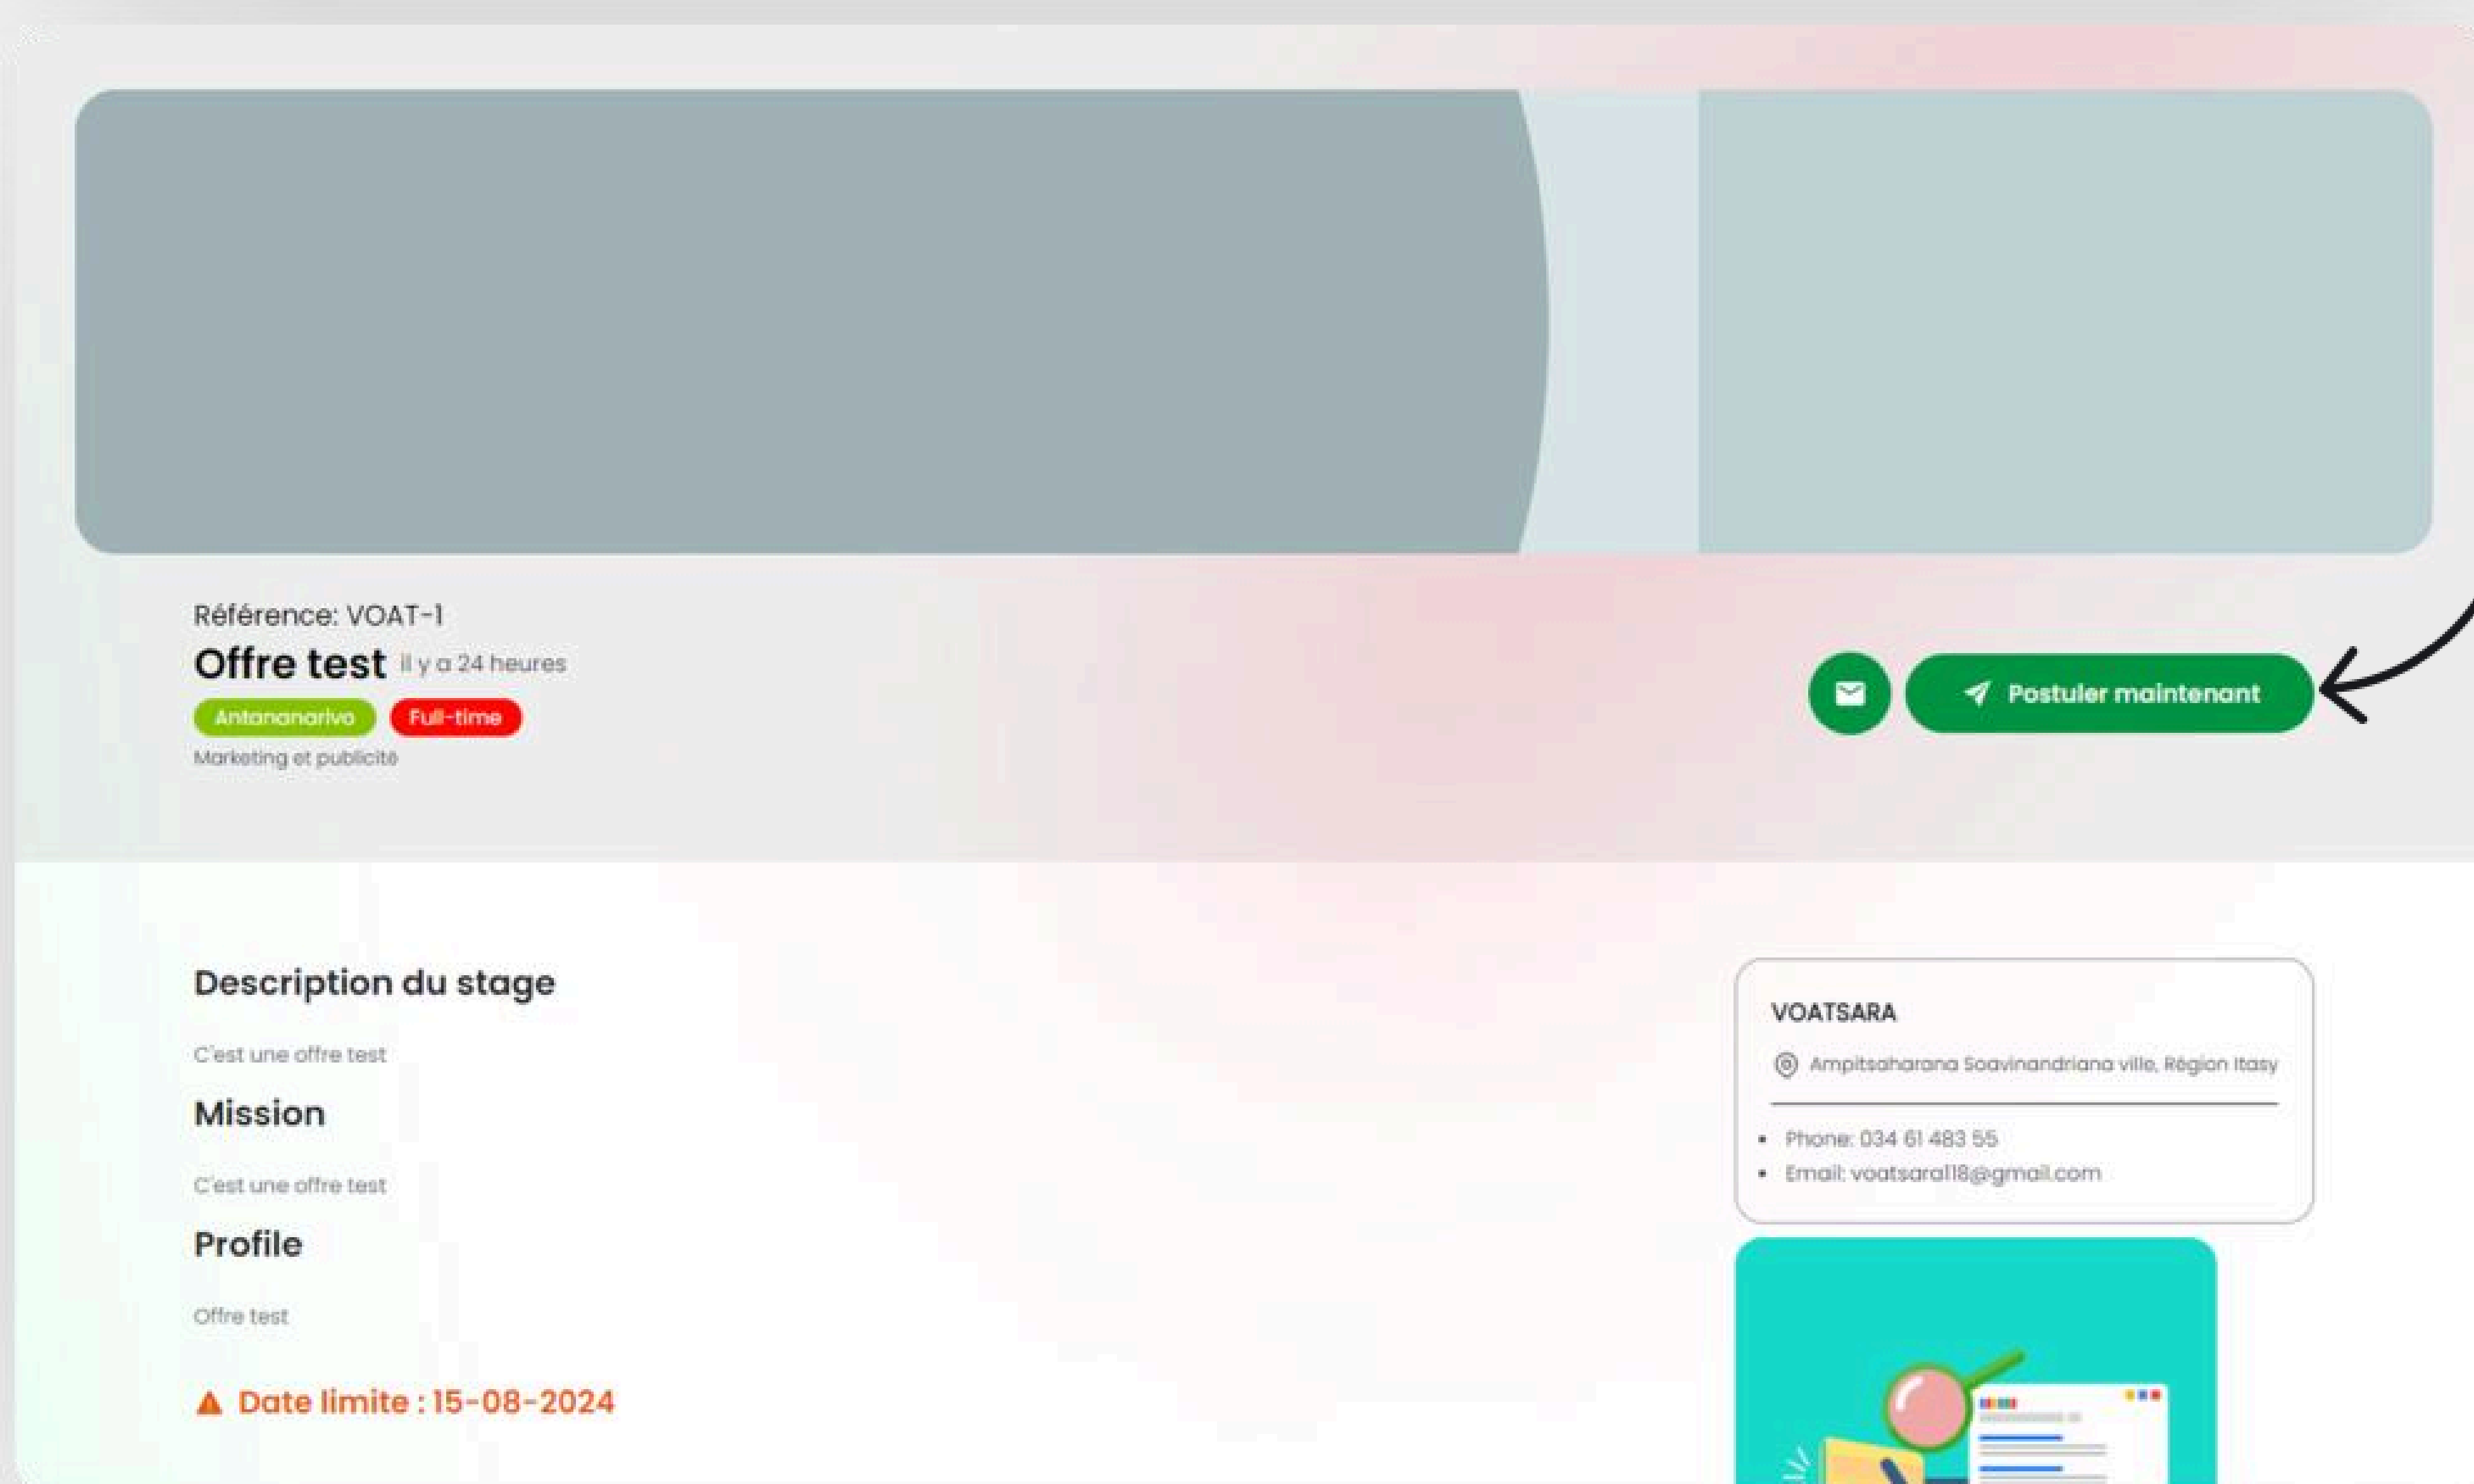 Référence: VOAT-1
Offre test il y a 24 heures
Antananarivo Full-time
Marketing et publicité
Postuler maintenant
Description du stage
C'est une offre test
Mission
C'est une offre test
Profile
Offre test
Date limite : 15-08-2024
VOATSARA
Ampitsaharana Soavinandriana ville, Région Itasy
Phone: 034 61 483 55
Email: voatsara118@gmail.com